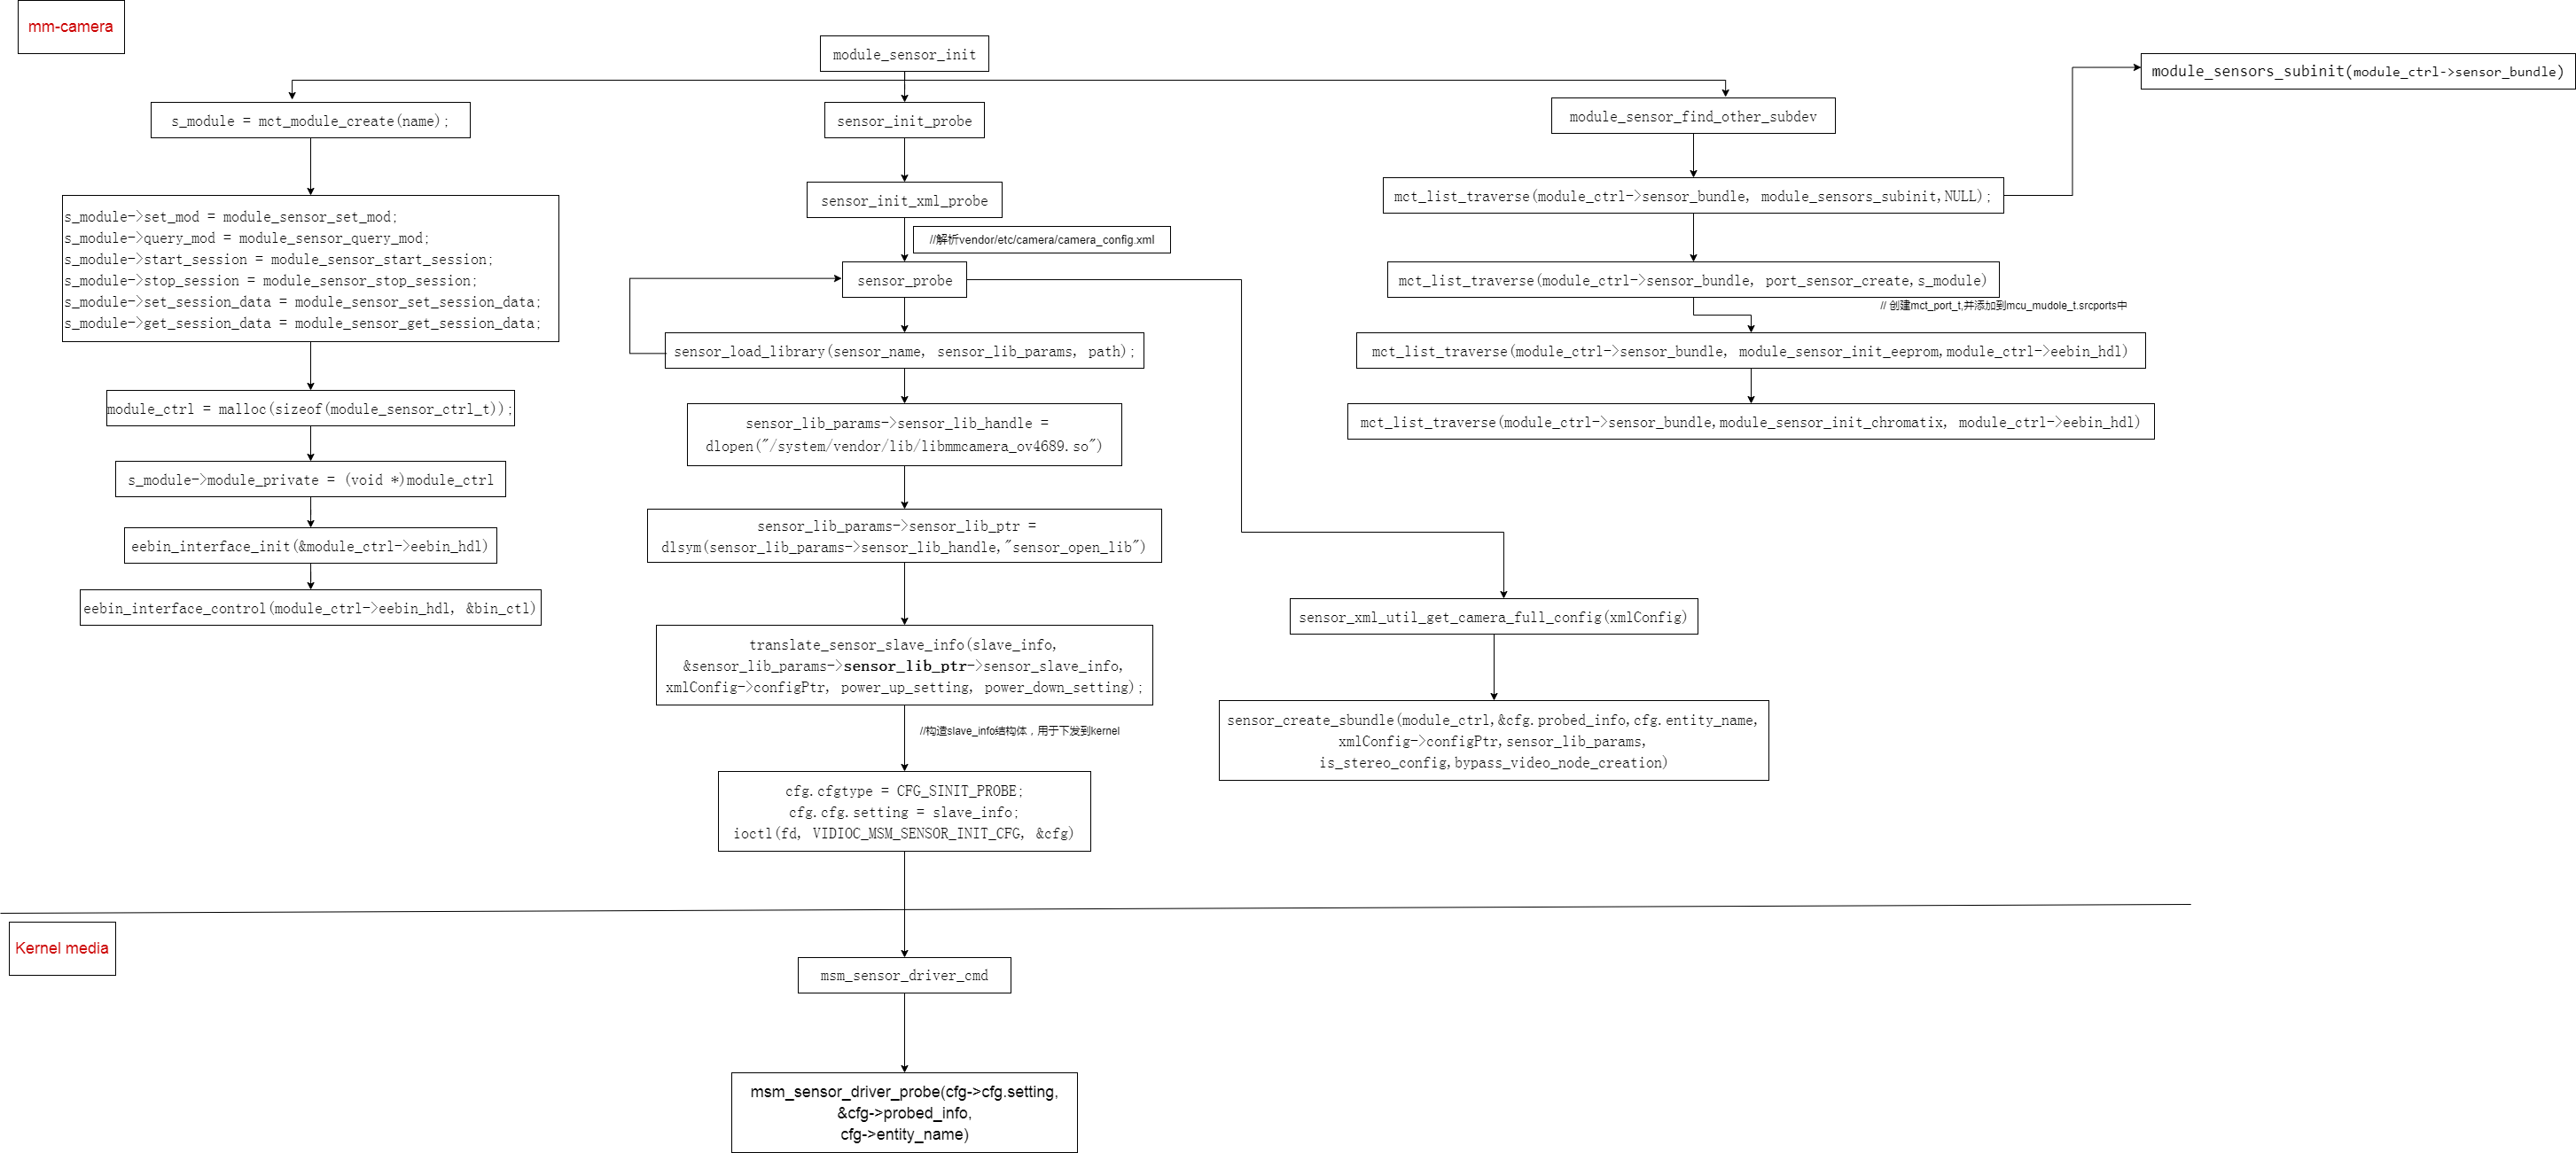 mm-camera
module_sensor_init
s_module = mct_module_create(name);
s_module->set_mod = module_sensor_set_mod;
s_module->query_mod = module_sensor_query_mod;
s_module->start_session = module_sensor_start_session;
s_module->stop_session = module_sensor_stop_session;
s_module->set_session_data = module_sensor_set_session_data;
s_module->get_session_data = module_sensor_get_session_data;
module_ctrl = malloc(sizeof(module_sensor_ctrl_t));
s_module->module_private = (void *)module_ctrl
eebin_interface_init(&module_ctrl->eebin_hdl)
eebin_interface_control(module_ctrl->eebin_hdl, &bin_ctl)
sensor_init_probe
sensor_init_xml_probe
//解析vendor/etc/camera/camera_config.xml
sensor_probe
sensor_load_library(sensor_name, sensor_lib_params, path);
sensor_lib_params->sensor_lib_handle =
dlopen("/system/vendor/lib/libmmcamera_ov4689.so")
sensor_lib_params->sensor_lib_ptr =
dlsym(sensor_lib_params->sensor_lib_handle,"sensor_open_lib")
translate_sensor_slave_info(slave_info,
&sensor_lib_params->sensor_lib_ptr->sensor_slave_info,
xmlConfig->configPtr, power_up_setting, power_down_setting);
//构造slave_info结构体，用于下发到kernel
cfg.cfgtype = CFG_SINIT_PROBE;
cfg.cfg.setting = slave_info;
ioctl(fd, VIDIOC_MSM_SENSOR_INIT_CFG, &cfg)
sensor_xml_util_get_camera_full_config(xmlConfig)
sensor_create_sbundle(module_ctrl,&cfg.probed_info,cfg.entity_name,
xmlConfig->configPtr,sensor_lib_params,
is_stereo_config,bypass_video_node_creation)
module_sensor_find_other_subdev
mct_list_traverse(module_ctrl->sensor_bundle, module_sensors_subinit,NULL);
module_sensors_subinit(module_ctrl->sensor_bundle)
mct_list_traverse(module_ctrl->sensor_bundle, port_sensor_create,s_module)
// 创建mct_port_t,并添加到mcu_mudole_t.srcports中
mct_list_traverse(module_ctrl->sensor_bundle, module_sensor_init_eeprom,module_ctrl->eebin_hdl)
mct_list_traverse(module_ctrl->sensor_bundle,module_sensor_init_chromatix, module_ctrl->eebin_hdl)
Kernel media
msm_sensor_driver_cmd
msm_sensor_driver_probe(cfg->cfg.setting,
&cfg->probed_info,
cfg->entity_name)